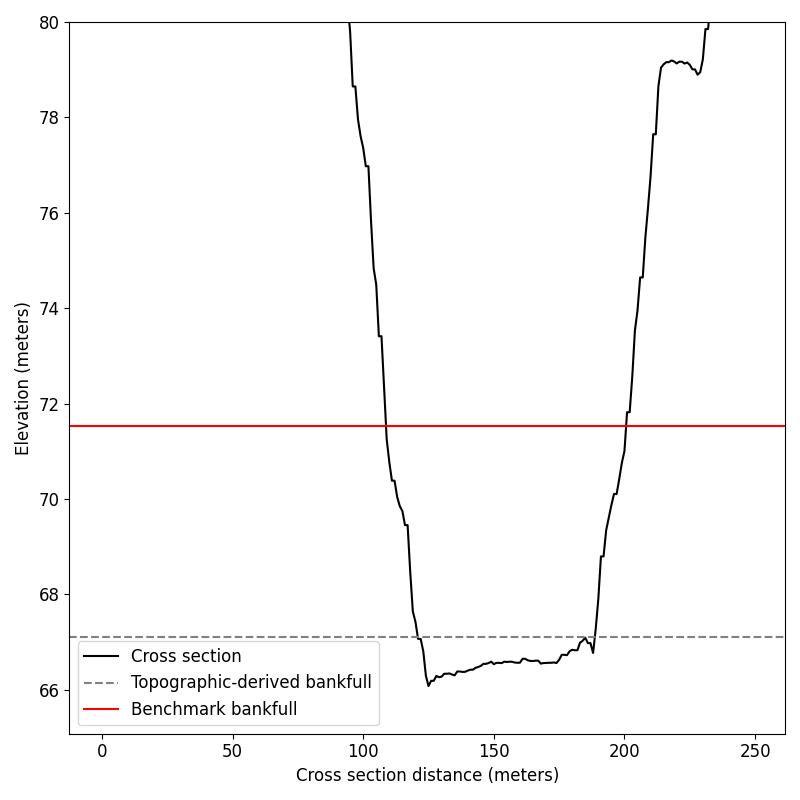 80
78
76
74
72
70
68
66
Elevation (meters)
Cross section
Topographic-derived bankfull
Benchmark bankfull
0 50 100 150 200 250
Cross section distance (meters)